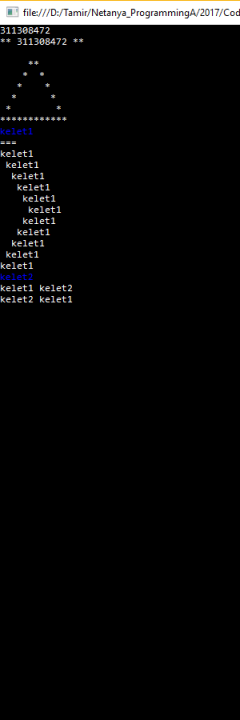 file:///D:/Tamir/Netanya_ProgrammingA/2017/Cod
311308472
** 311308472 **
     **
    *  *
   *    *
  *      *
 *        *
************
kelet1
===
kelet1
 kelet1
  kelet1
   kelet1
    kelet1
     kelet1
    kelet1
   kelet1
  kelet1
 kelet1
kelet1
kelet2
kelet1 kelet2
kelet2 kelet1